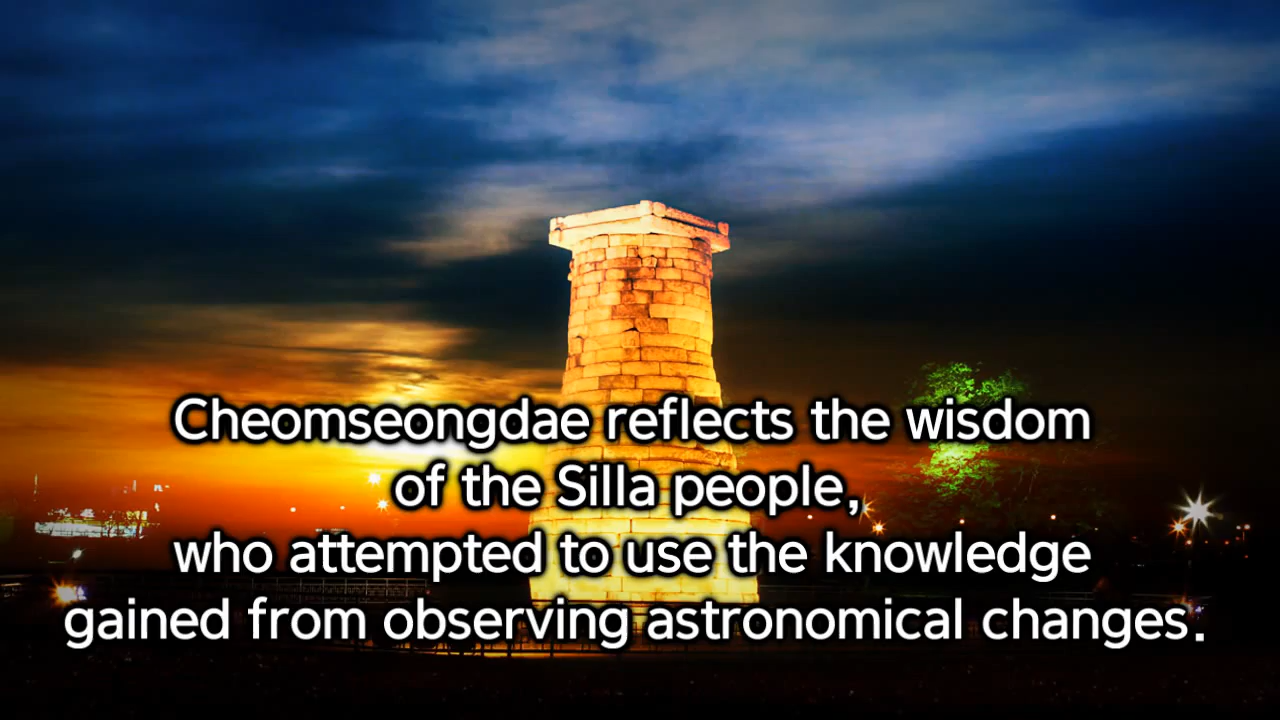 Cheomseongdae reflects the wisdom
of the Silla people,
who attempted to use the knowledge
gained from observing astronomical changes.